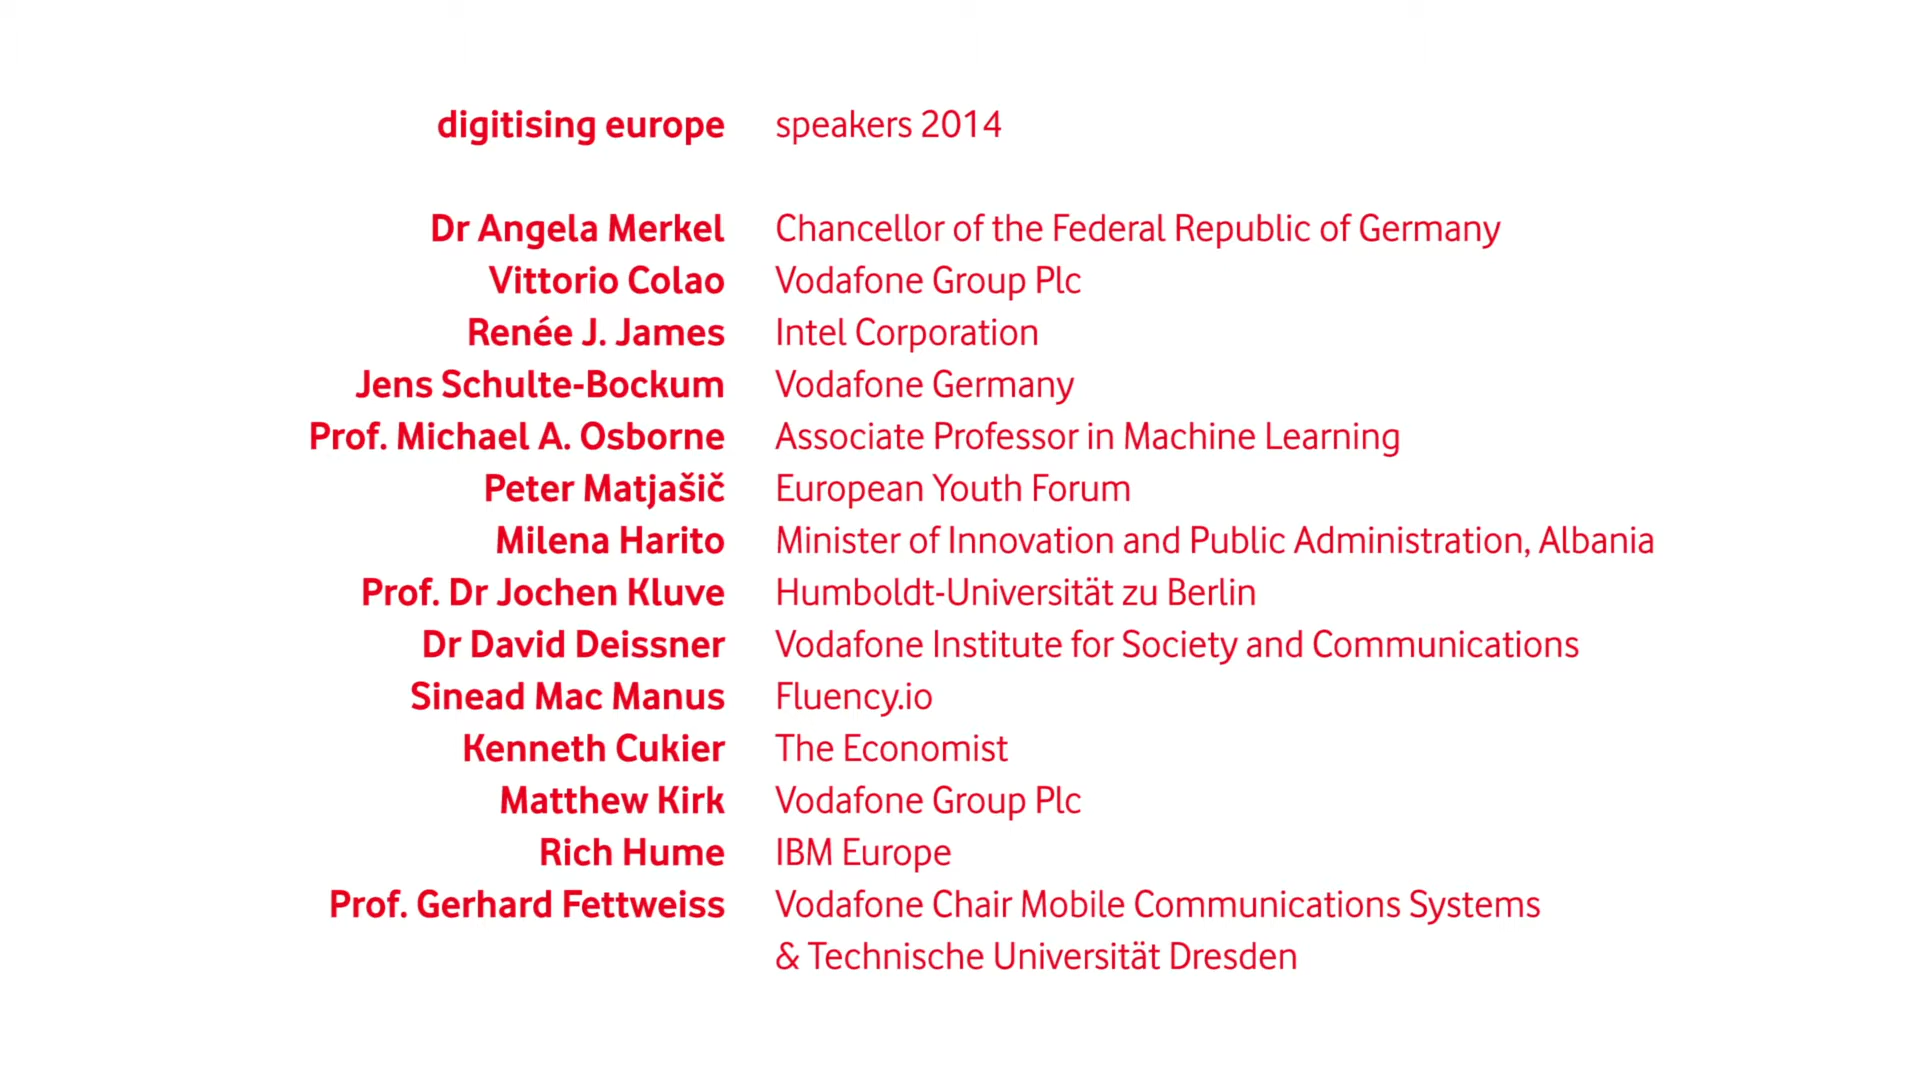 digitising europe speakers 2014
Dr Angela Merkel Chancellor of the Federal Republic of Germany
Vittorio Colao Vodafone Group Plc
Renée J. James Intel Corporation
Jens Schulte-Bockum Vodafone Germany
Prof. Michael A. Osborne Associate Professor in Machine Learning
Peter Matjašič European Youth Forum
Milena Harito Minister of Innovation and Public Administration, Albania
Prof. Dr Jochen Kluve Humboldt-Universität zu Berlin
Dr David Deissner Vodafone Institute for Society and Communications
Sinead Mac Manus Fluency.io
Kenneth Cukier The Economist
Matthew Kirk Vodafone Group Plc
Rich Hume IBM Europe
Prof. Gerhard Fettweiss Vodafone Chair Mobile Communications Systems
& Technische Universität Dresden